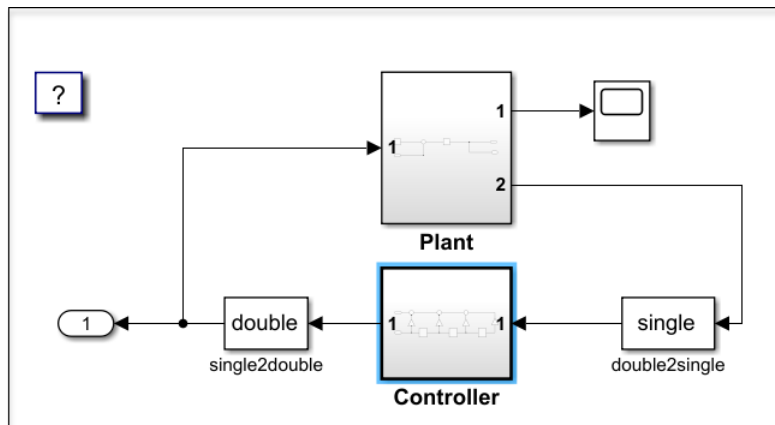 ?
1
1
2
Plant
1
double
1
1
single
single2double
double2single
Controller